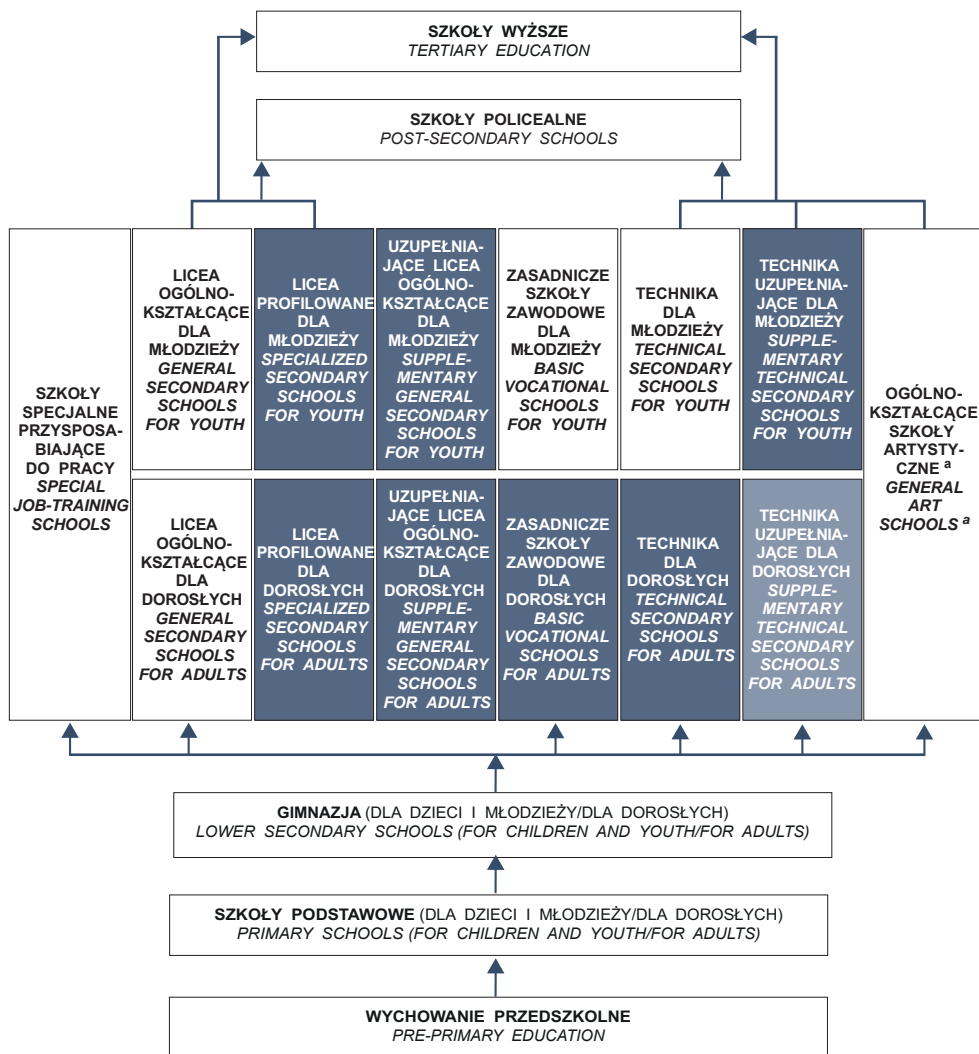 SZKOŁY WYŻSZE
TERTIARY EDUCATION
SZKOŁY POLICEALNE
POST-SECONDARY SCHOOLS
SZKOŁY
SPECJALNE
PRZYSPOSA-
BIAJĄCE
DO PRACY
SPECIAL
JOB-TRAINING
SCHOOLS
LICEA
OGÓLNO-
KSZTAŁCĄCE
DLA
MŁODZIEŻY
GENERAL
SECONDARY
SCHOOLS
FOR YOUTH
LICEA
PROFILOWANE
DLA
MŁODZIEŻY
SPECIALIZED
SECONDARY
SCHOOLS
FOR YOUTH
UZUPEŁNIA-
JĄCE LICEA
OGÓLNO-
KSZTAŁCĄCE
DLA
MŁODZIEŻY
SUPPLE-
MENTARY
GENERAL
SECONDARY
SCHOOLS
FOR YOUTH
ZASADNICZE
SZKOŁY
ZAWODOWE
DLA
MŁODZIEŻY
BASIC
VOCATIONAL
SCHOOLS
FOR YOUTH
TECHNIKA
DLA
MŁODZIEŻY
TECHNICAL
SECONDARY
SCHOOLS
FOR YOUTH
TECHNIKA
UZUPEŁNIA-
JĄCE DLA
MŁODZIEŻY
SUPPLE-
MENTARY
TECHNICAL
SECONDARY
SCHOOLS
FOR YOUTH
OGÓLNO-
KSZTAŁCĄCE
SZKOŁY
ARTYSTY-
CZNE a
GENERAL
ART
SCHOOLS a
LICEA
OGÓLNO-
KSZTAŁCĄCE
DLA
DOROSŁYCH
GENERAL
SECONDARY
SCHOOLS
FOR ADULTS
LICEA
PROFILOWANE
DLA
DOROSŁYCH
SPECIALIZED
SECONDARY
SCHOOLS
FOR ADULTS
UZUPEŁNIA-
JĄCE LICEA
OGÓLNO-
KSZTAŁCĄCE
DLA
DOROSŁYCH
SUPPLE-
MENTARY
GENERAL
SECONDARY
SCHOOLS
FOR ADULTS
ZASADNICZE
SZKOŁY
ZAWODOWE
DLA
DOROSŁYCH
BASIC
VOCATIONAL
SCHOOLS
FOR ADULTS
TECHNIKA
DLA
DOROSŁYCH
TECHNICAL
SECONDARY
SCHOOLS
FOR ADULTS
TECHNIKA
UZUPEŁNIA-
JĄCE DLA
DOROSŁYCH
SUPPLE-
MENTARY
TECHNICAL
SECONDARY
SCHOOLS
FOR ADULTS
GIMNAZJA (DLA DZIECI I MŁODZIEŻY/DLA DOROSŁYCH)
LOWER SECONDARY SCHOOLS (FOR CHILDREN AND YOUTH/FOR ADULTS)
SZKOŁY PODSTAWOWE (DLA DZIECI I MŁODZIEŻY/DLA DOROSŁYCH)
PRIMARY SCHOOLS (FOR CHILDREN AND YOUTH/FOR ADULTS)
WYCHOWANIE PRZEDSZKOLNE
PRE-PRIMARY EDUCATION